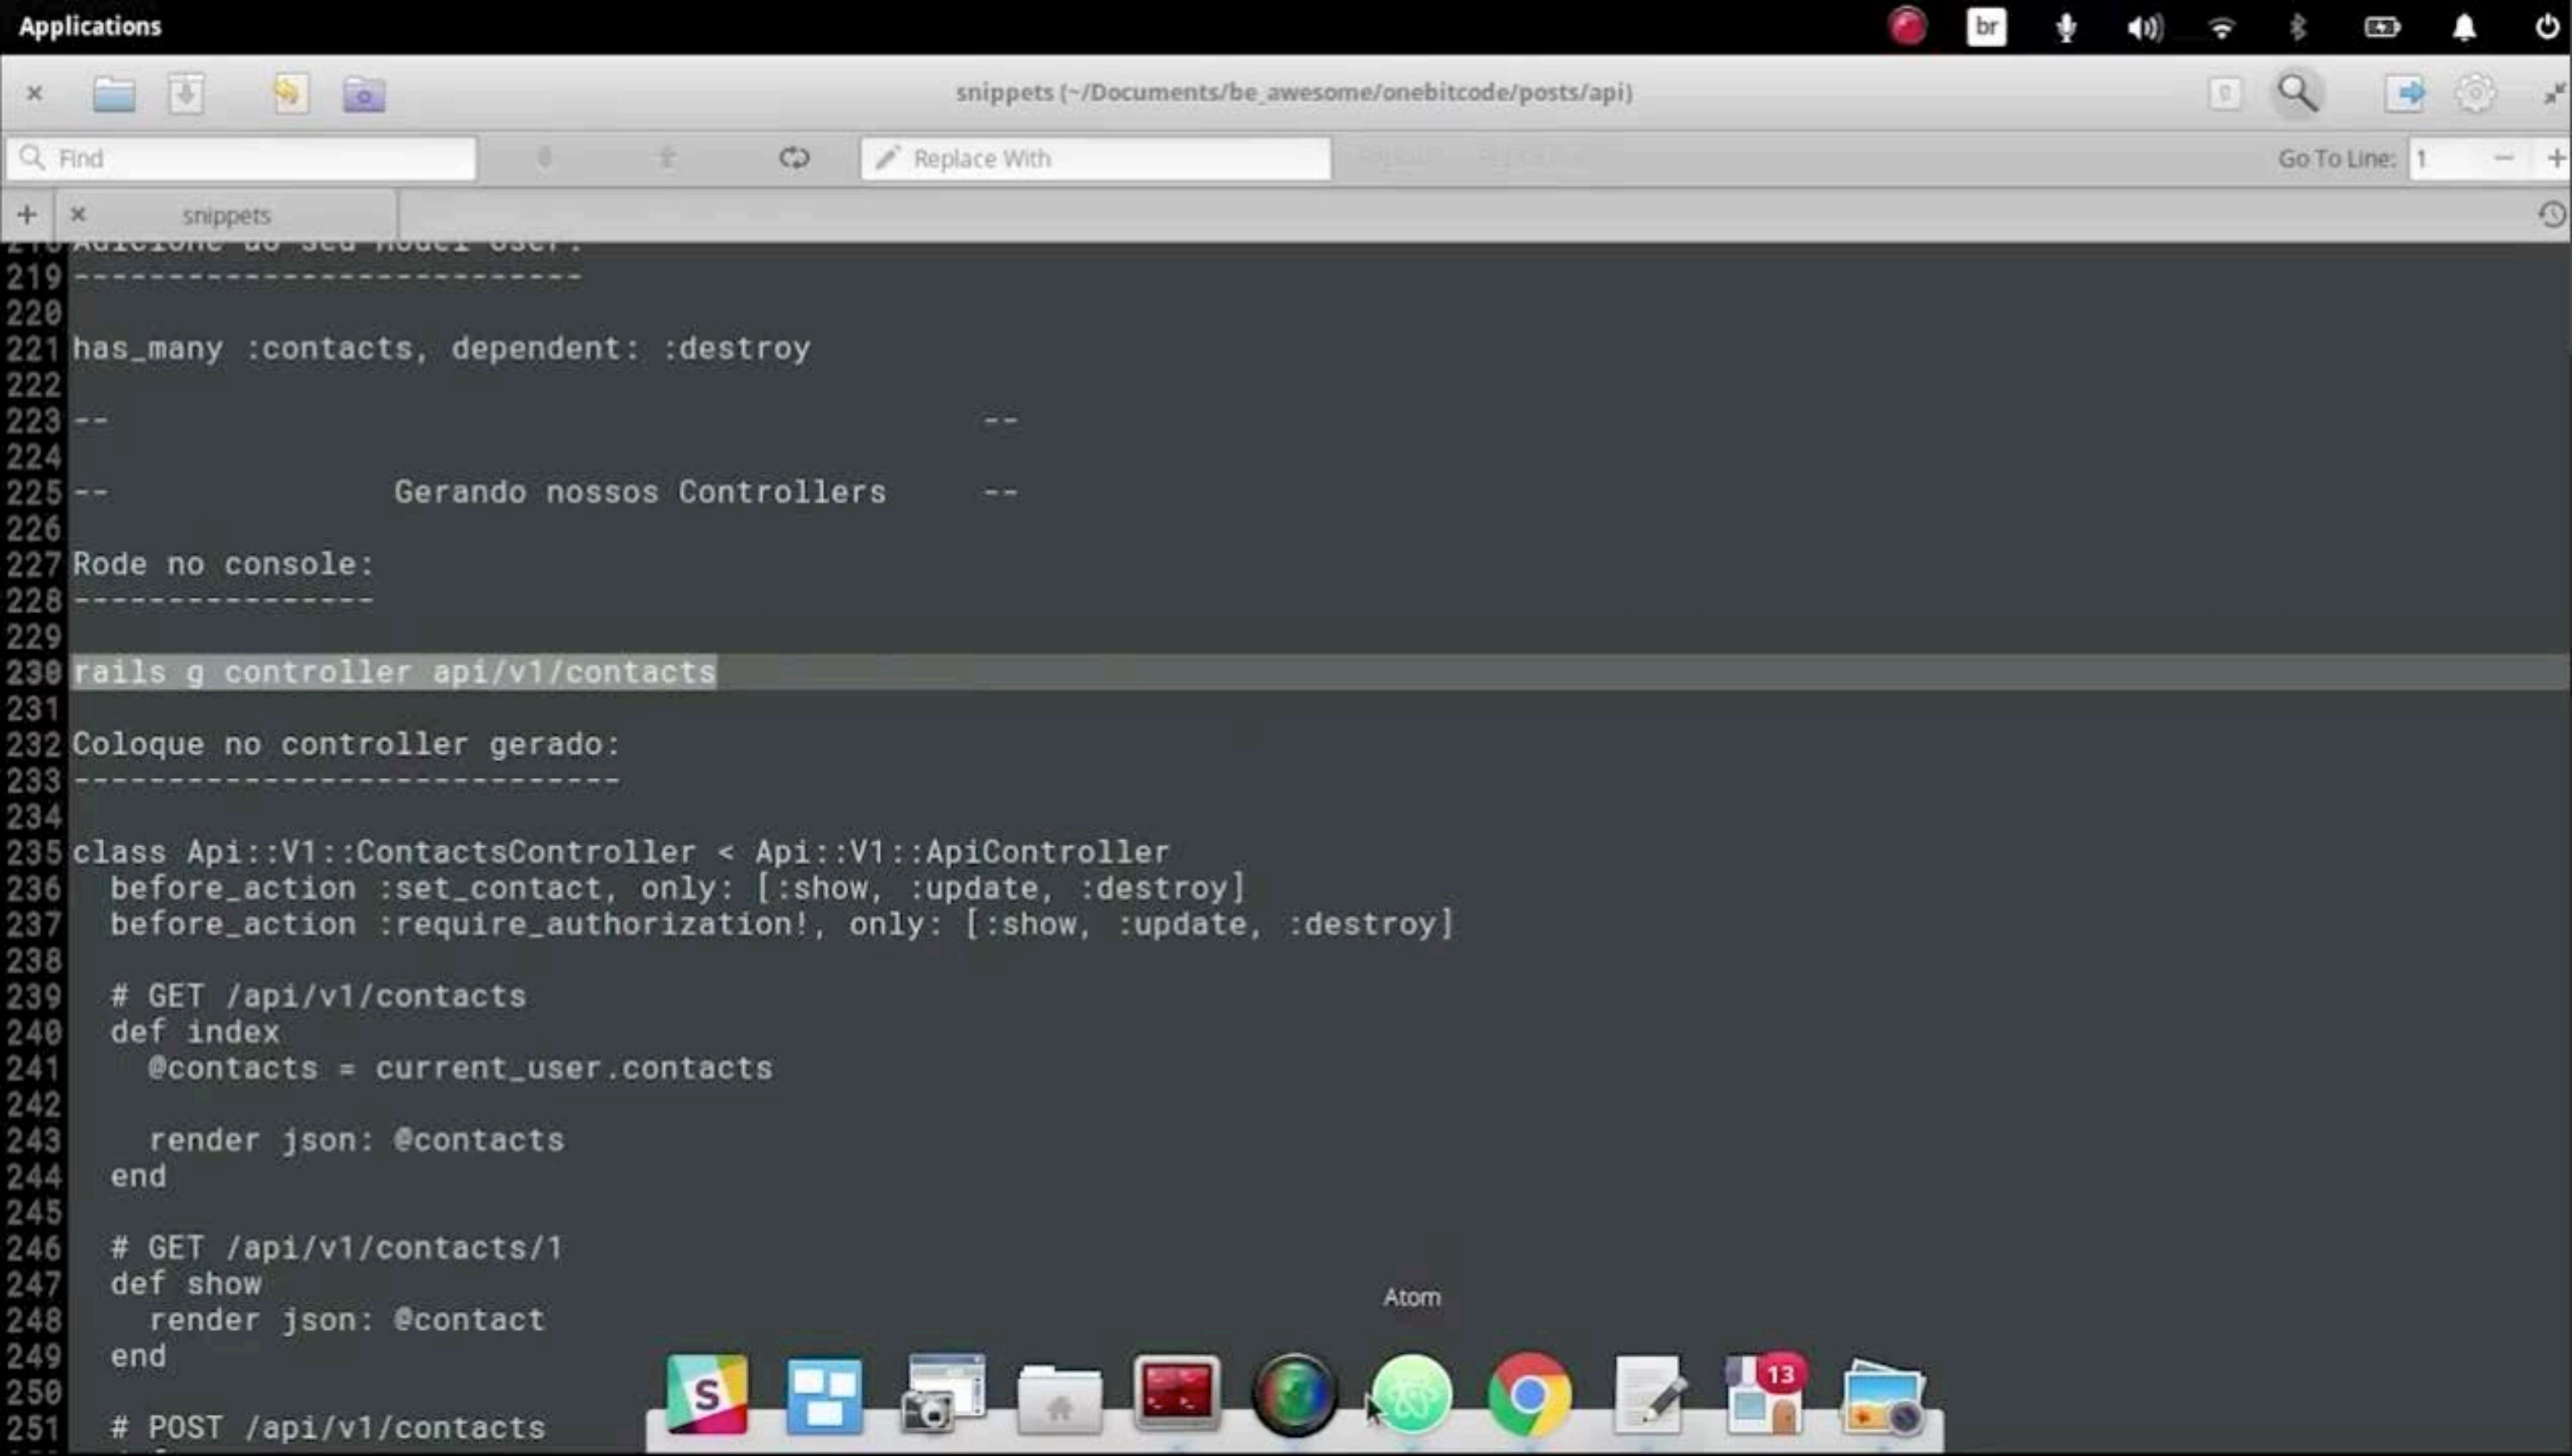 Applications
br
snippets (~/Documents/be_awesome/onebitcode/posts/api)
Find
Replace With
Go To Line: 1
snippets
Adicione ao seu model User:
219 ---------------------------
220
221 has_many :contacts, dependent: :destroy
222
223 -- --
224
225 -- Gerando nossos Controllers --
226
227 Rode no console:
228 ----------------
229
230 rails g controller api/v1/contacts
231
232 Coloque no controller gerado:
233 -----------------------------
234
235 class Api::V1::ContactsController < Api::V1::ApiController
236 before_action :set_contact, only: [:show, :update, :destroy]
237 before_action :require_authorization!, only: [:show, :update, :destroy]
238
239 # GET /api/v1/contacts
240 def index
241 @contacts = current_user.contacts
242
243 render json: @contacts
244 end
245
246 # GET /api/v1/contacts/1
247 def show
248 render json: @contact
249 end
250
251 # POST /api/v1/contacts
Atom
S
13